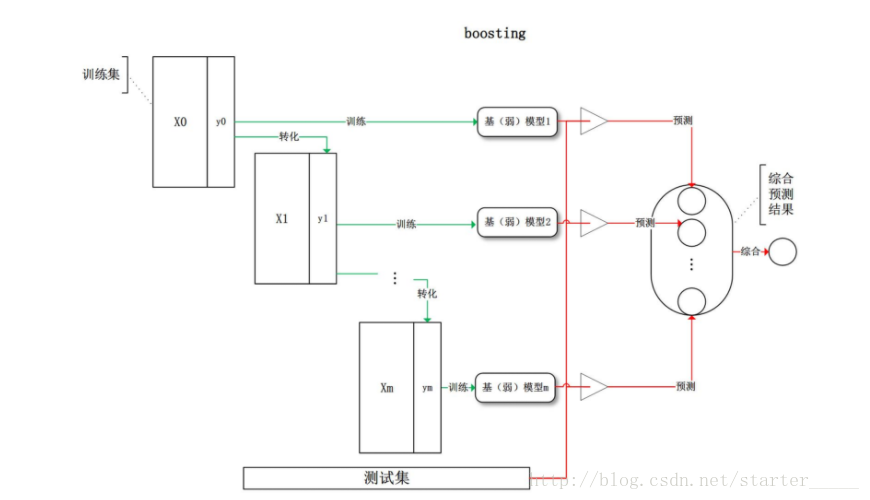 boosting
训练集
X0
y0
训练
基（弱）模型1
预测
转化
X1
y1
训练
基（弱）模型2
预测
综合
预测
结果
综合
⋮
转化
⋮
Xm
ym
训练
基（弱）模型m
预测
测试集
http://blog.csdn.net/starter_____